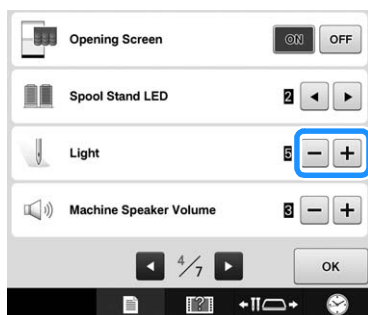 Opening Screen ON OFF
Spool Stand LED 2
Light 5 − +
Machine Speaker Volume 3 − +
4/7 OK
?